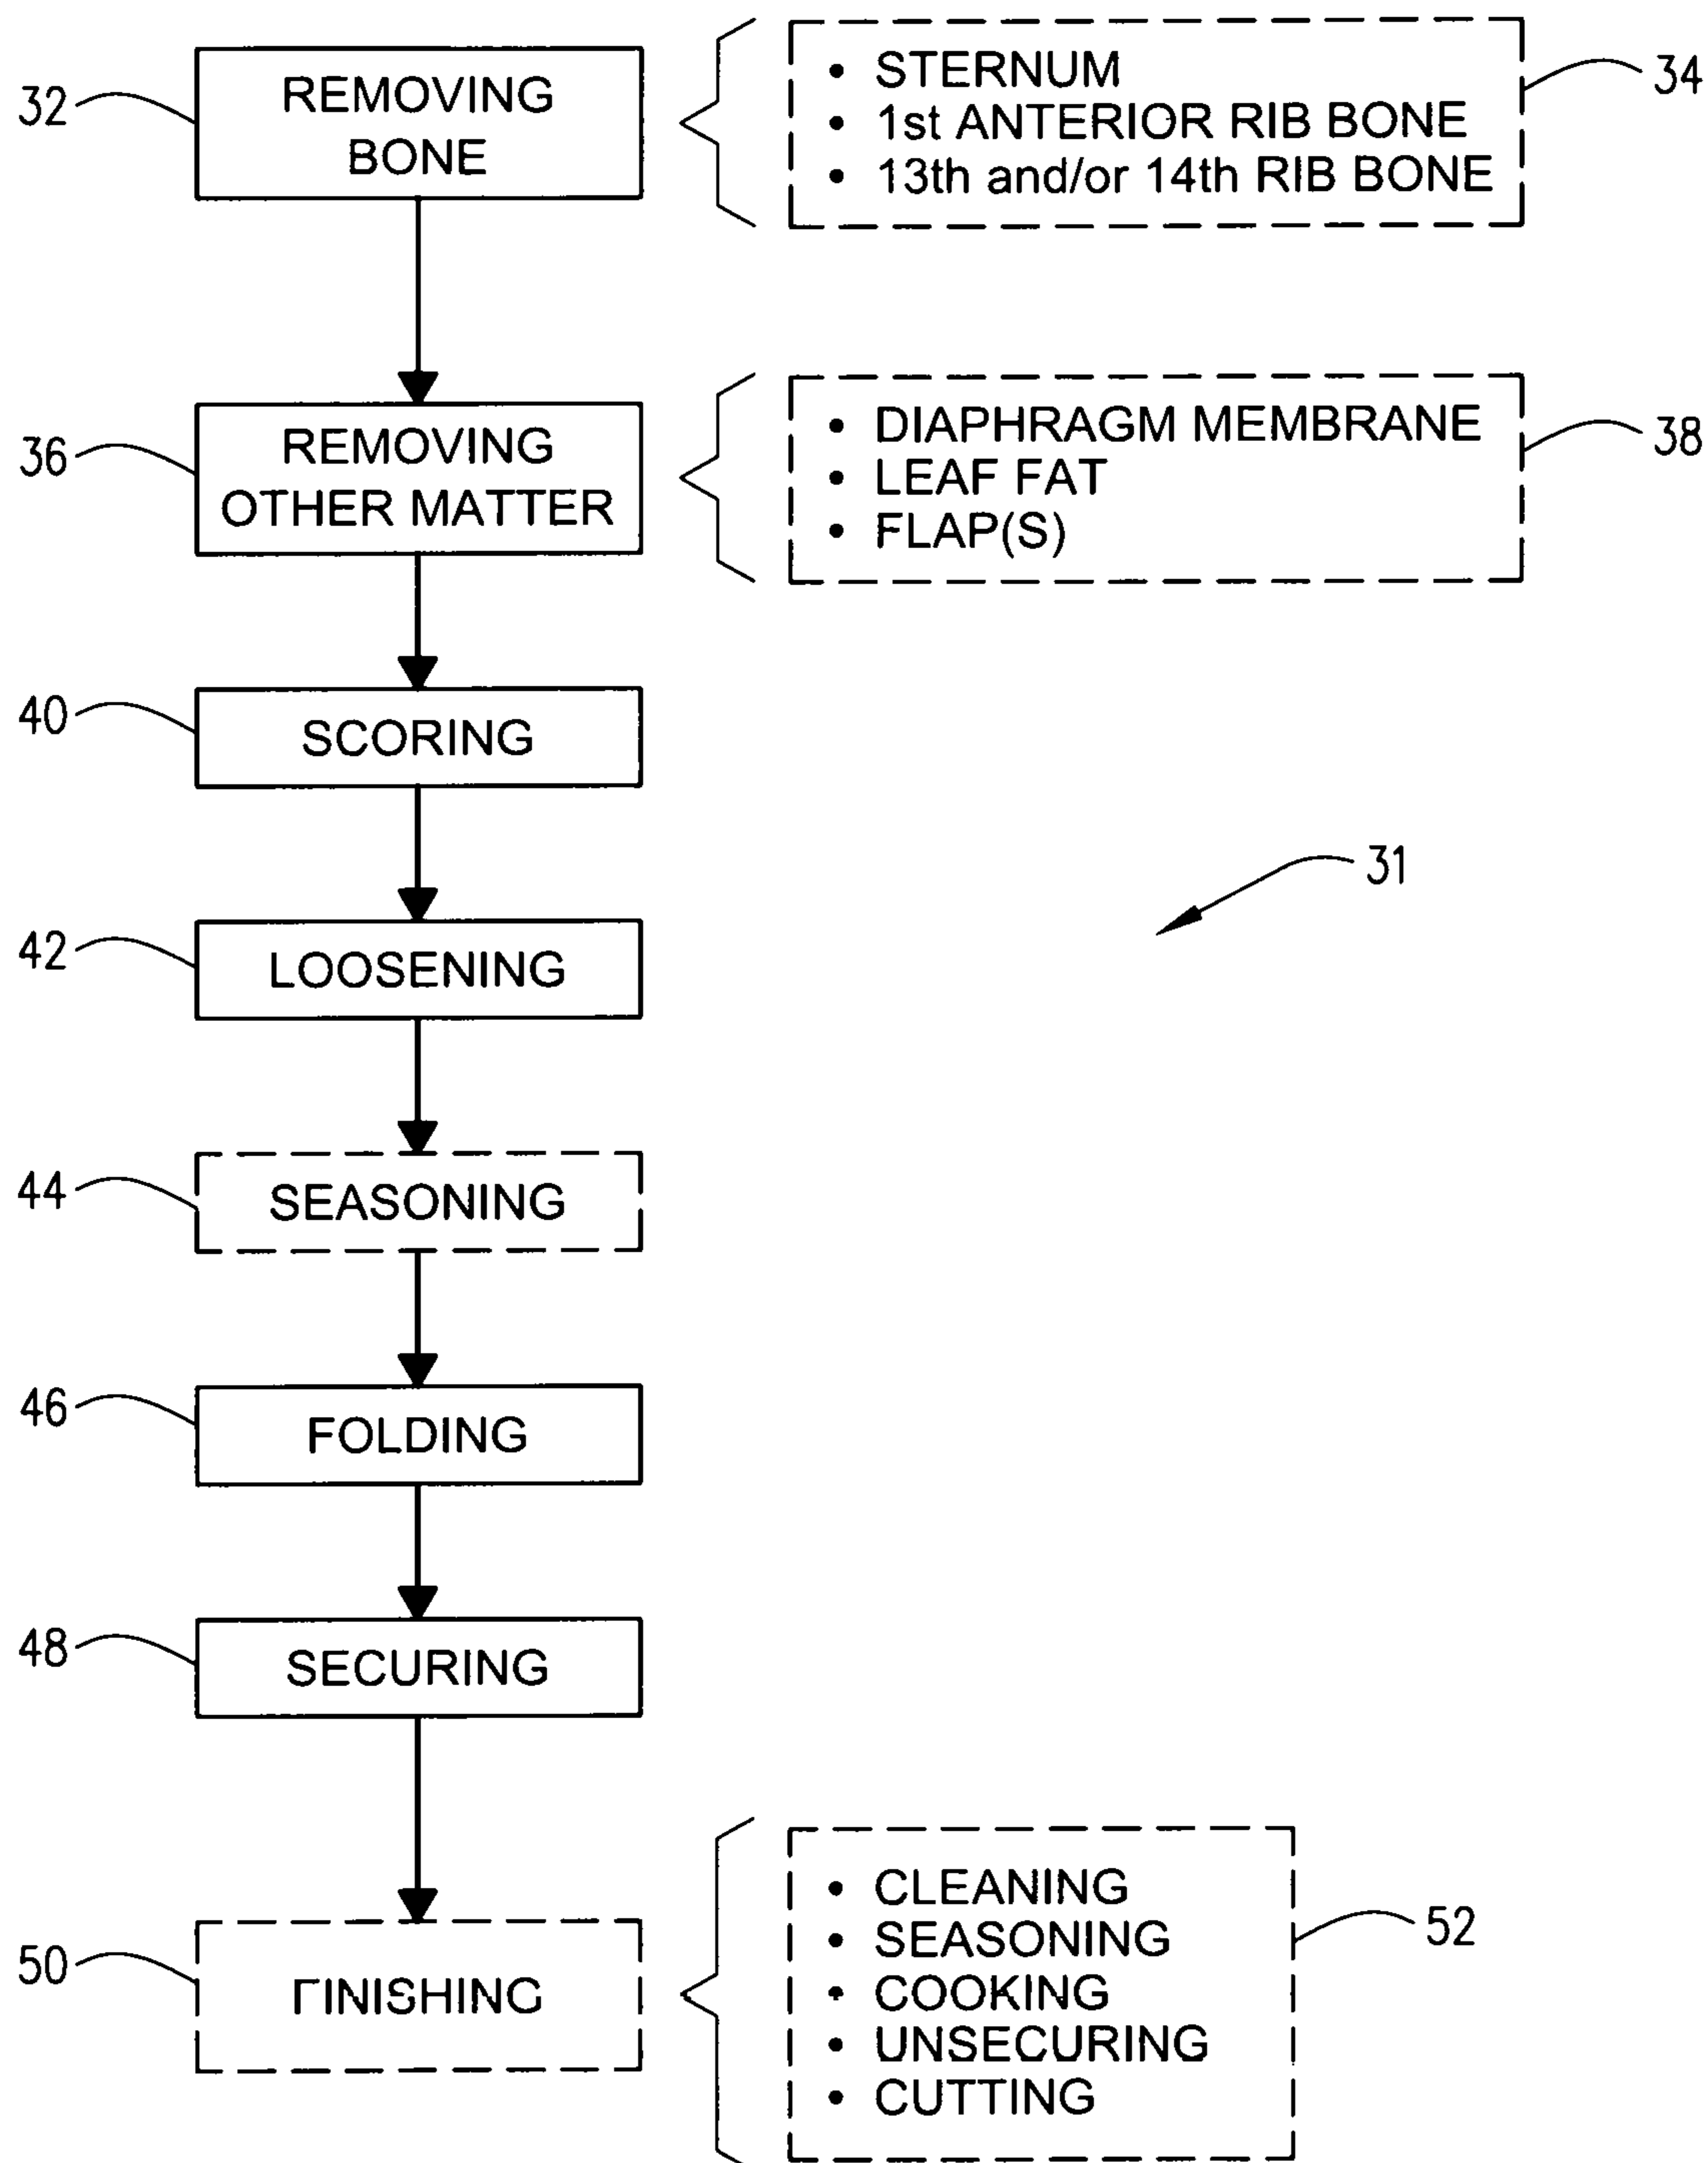 32
REMOVING
BONE
• STERNUM
• 1st ANTERIOR RIB BONE
• 13th and/or 14th RIB BONE
34
36
REMOVING
OTHER MATTER
• DIAPHRAGM MEMBRANE
• LEAF FAT
• FLAP(S)
38
40
SCORING
31
42
LOOSENING
44
SEASONING
46
FOLDING
48
SECURING
50
FINISHING
• CLEANING
• SEASONING
• COOKING
• UNSECURING
• CUTTING
52